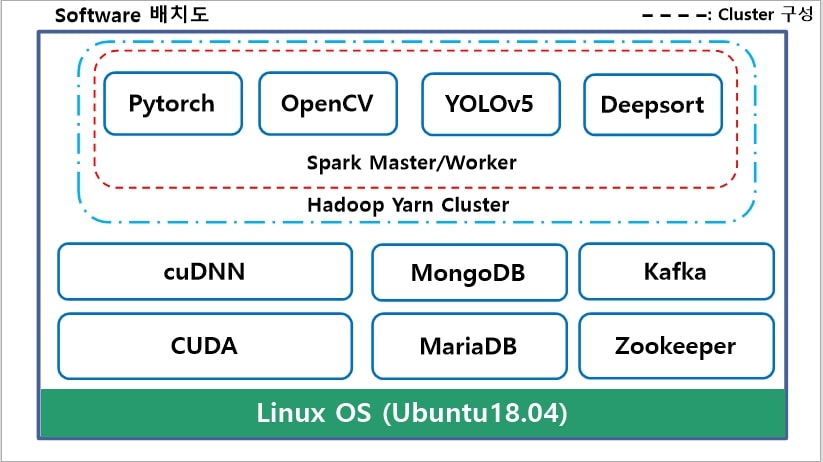 Software 배치도
: Cluster 구성
Pytorch
OpenCV
YOLOv5
Deepsort
Spark Master/Worker
Hadoop Yarn Cluster
cuDNN
MongoDB
Kafka
CUDA
MariaDB
Zookeeper
Linux OS (Ubuntu18.04)